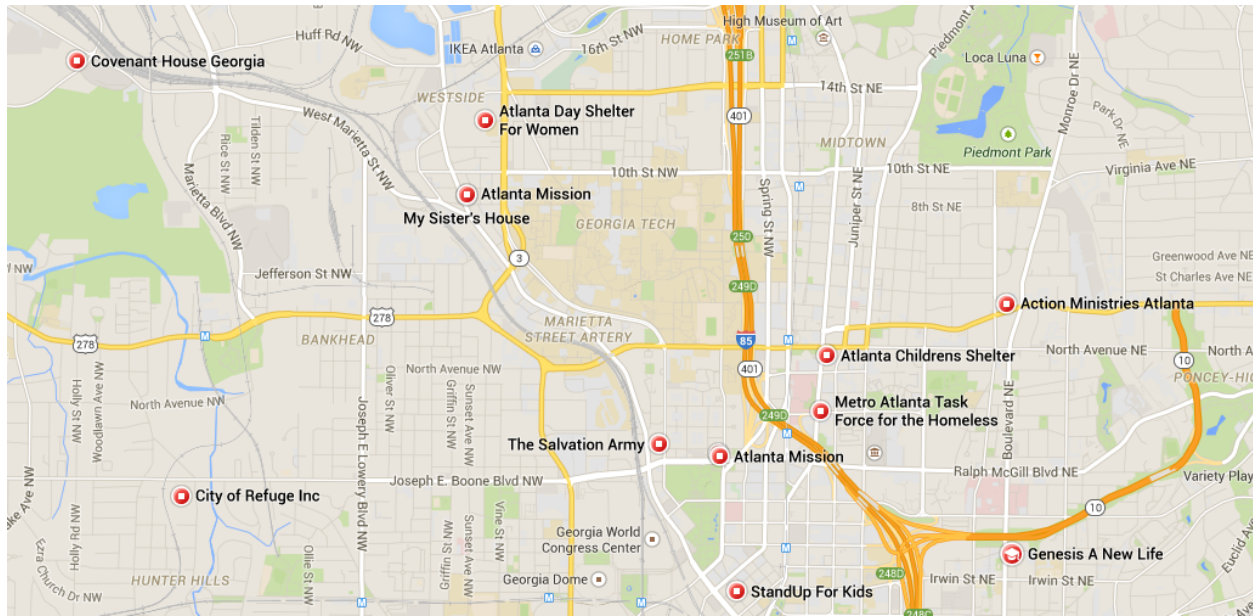 High Museum of Art
Huff Rd NW
16th St NW
HOME PARK
Piedmont Ave NE
IKEA Atlanta
251B
Loca Luna
Covenant House Georgia
14th St NE
WESTSIDE
Monroe Dr NE
Atlanta Day Shelter
For Women
401
Park Dr NE
West Marietta St NW
Tilden St NW
Rice St NW
MIDTOWN
Piedmont Park
10th St NW
10th St NE
Virginia Ave NE
Marietta Blvd NW
Spring St NW
Juniper St NE
Atlanta Mission
My Sister's House
8th St NE
GEORGIA TECH
250
3
Greenwood Ave NE
Jefferson St NW
St Charles Ave NE
249D
Action Ministries Atlanta
278
278
MARIETTA
STREET ARTERY
BANKHEAD
85
North Avenue NE
North A
Atlanta Childrens Shelter
10
401
North Avenue NW
PONCEY-HIG
Holly St NW
Woodlawn Ave NW
Oliver St NW
Griffin St NW
Sunset Ave NW
North Avenue NW
Boulevard NE
Metro Atlanta Task
Force for the Homeless
249D
Joseph E Lowery Blvd NW
The Salvation Army
Atlanta Mission
Ralph McGill Blvd NE
Joseph E. Boone Blvd NW
Variety Play
City of Refuge Inc
Lake Ave NW
10
Holly Rd NW
Vine St NW
Sunset Ave NW
Griffin St NW
Georgia World
Congress Center
Ezra Church Dr NW
Ollie St NW
Genesis A New Life
Euclid Av
HUNTER HILLS
Georgia Dome
248D
Irwin St NE
Irwin St NE
StandUp For Kids
248C